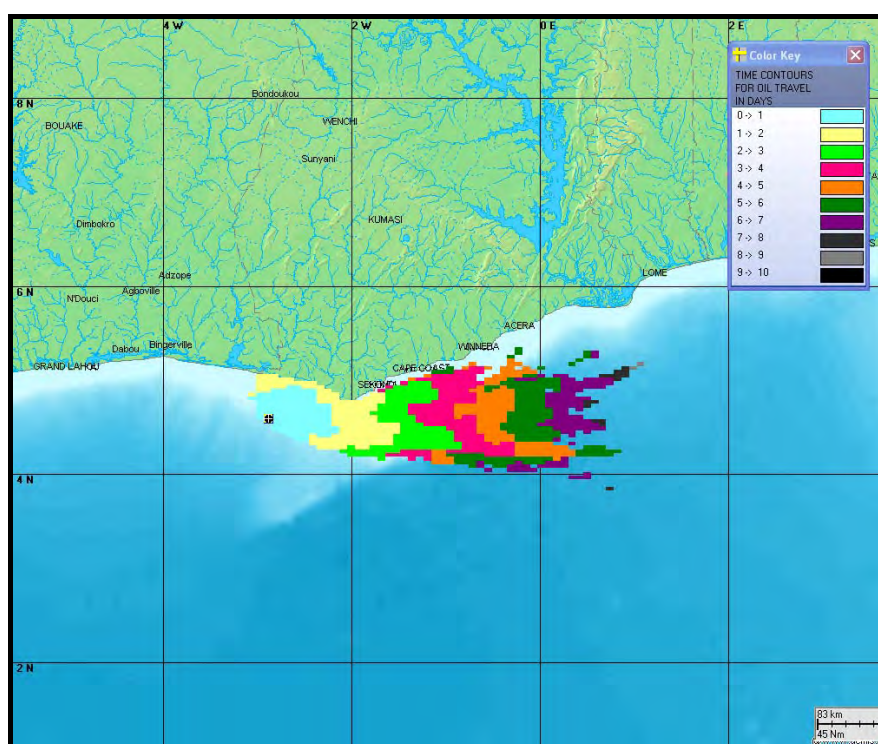 4 W
2 W
0 E
2 E
Color Key
TIME CONTOURS
FOR OIL TRAVEL
IN DAYS
0 -> 1
1 -> 2
2 -> 3
3 -> 4
4 -> 5
5 -> 6
6 -> 7
7 -> 8
8 -> 9
9 -> 10
8 N
Bondoukou
BOUAKE
WENCHI
Sunyani
Dimbokro
KUMASI
Adzope
LOME
6 N
Agboville
N'Douci
ACERA
Dabou
Bingerville
WINNEBA
GRAND LAHOU
CAPE COAST
SEKONDI
4 N
2 N
83 km
45 Nm